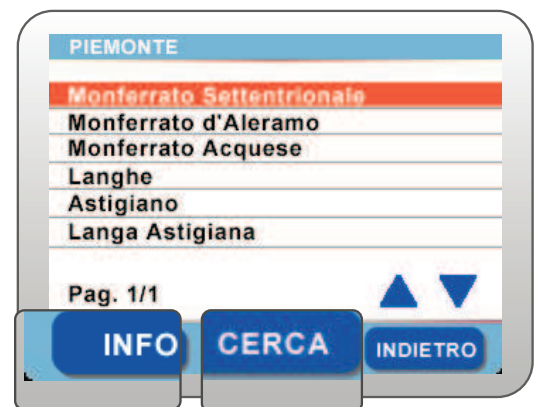 PIEMONTE
Monferrato Settentrionale
Monferrato d'Aleramo
Monferrato Acquese
Langhe
Astigiano
Langa Astigiana
Pag. 1/1
INFO CERCA INDIETRO